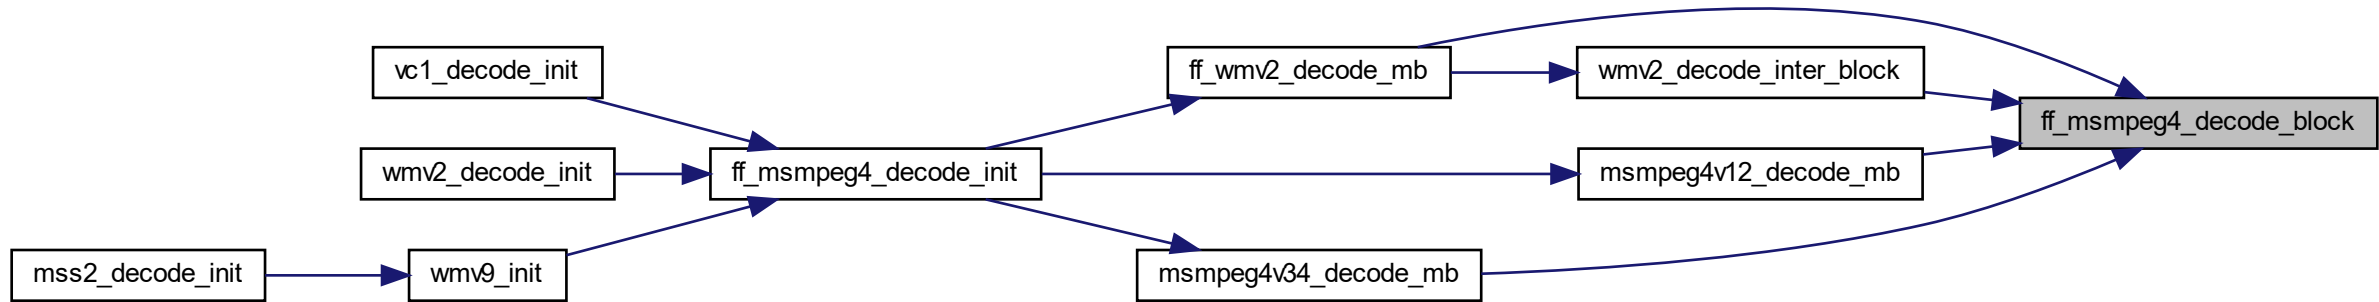 vc1_decode_init
ff_wmv2_decode_mb
wmv2_decode_inter_block
ff_msmpeg4_decode_block
wmv2_decode_init
ff_msmpeg4_decode_init
msmpeg4v12_decode_mb
mss2_decode_init
wmv9_init
msmpeg4v34_decode_mb